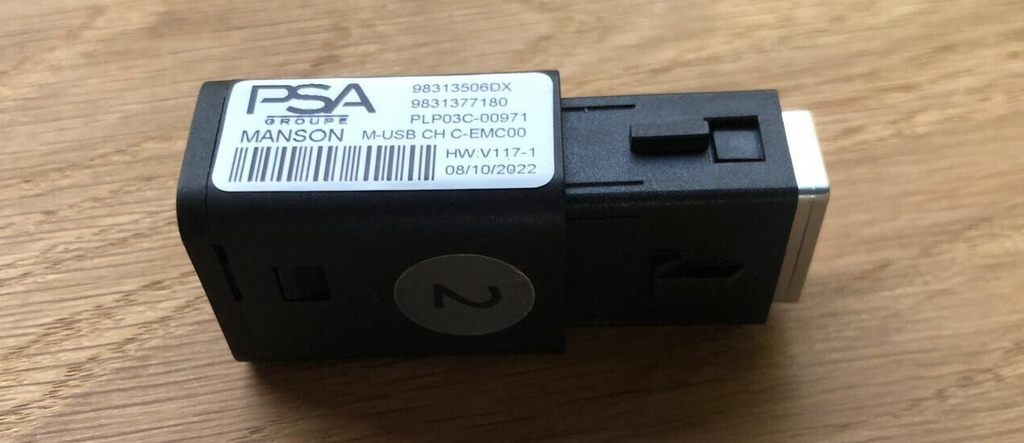 PSA
GROUPE
98313506DX
9831377180
PLP03C-00971
MANSON M-USB CH C-EMC00
HW:V117-1
08/10/2022
2